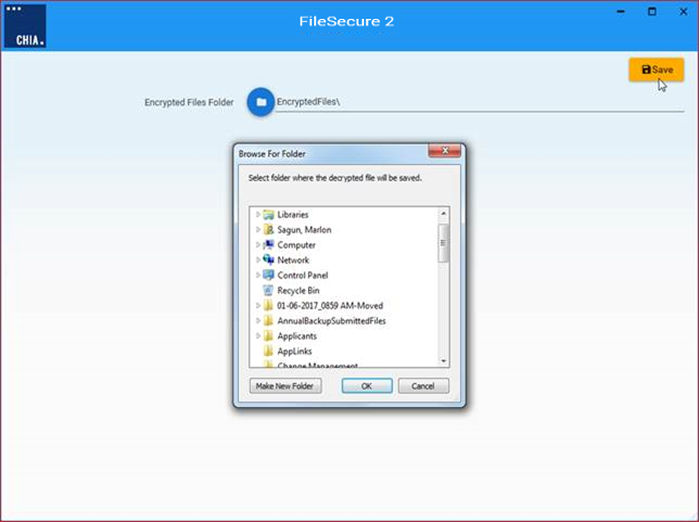 FileSecure 2
CHIA.
Save
Encrypted Files Folder
EncryptedFiles\
Browse For Folder
Select folder where the decrypted file will be saved.
Libraries
Sagun, Marlon
Computer
Network
Control Panel
Recycle Bin
01-06-2017_0859 AM-Moved
AnnualBackupSubmittedFiles
Applicants
AppLinks
Change Management
Make New Folder
OK
Cancel